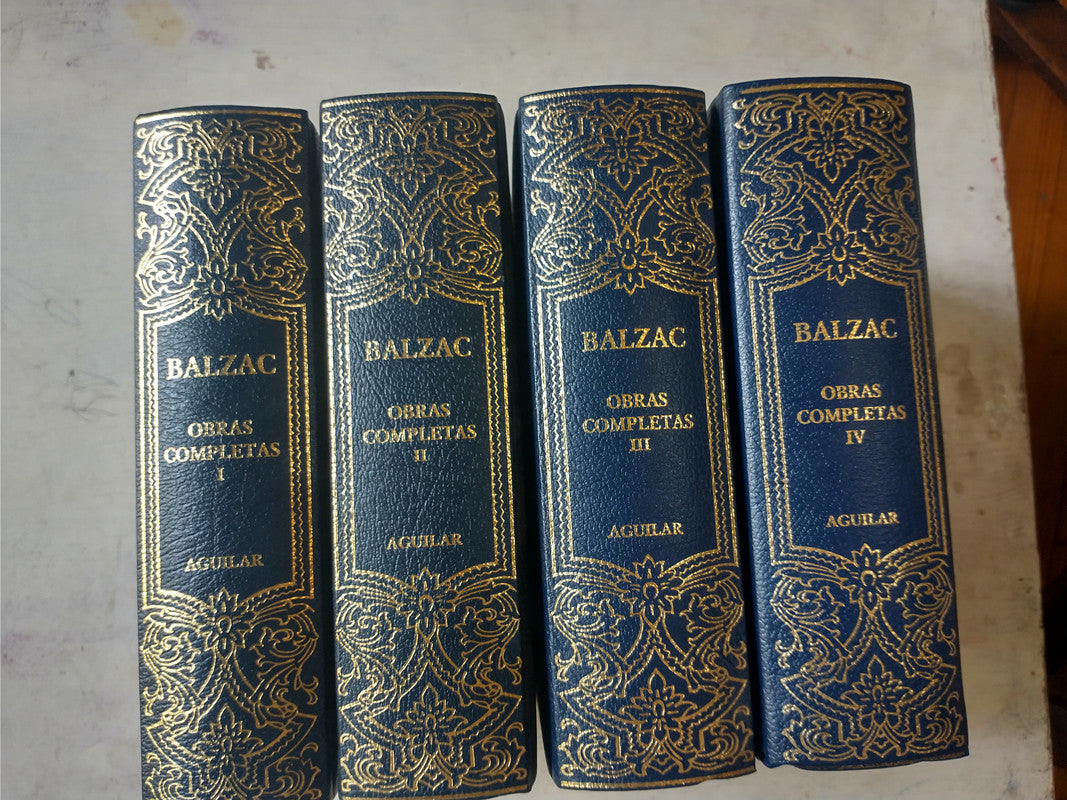 BALZAC
OBRAS
COMPLETAS
I
AGUILAR
BALZAC
OBRAS
COMPLETAS
II
AGUILAR
BALZAC
OBRAS
COMPLETAS
III
AGUILAR
BALZAC
OBRAS
COMPLETAS
IV
AGUILAR